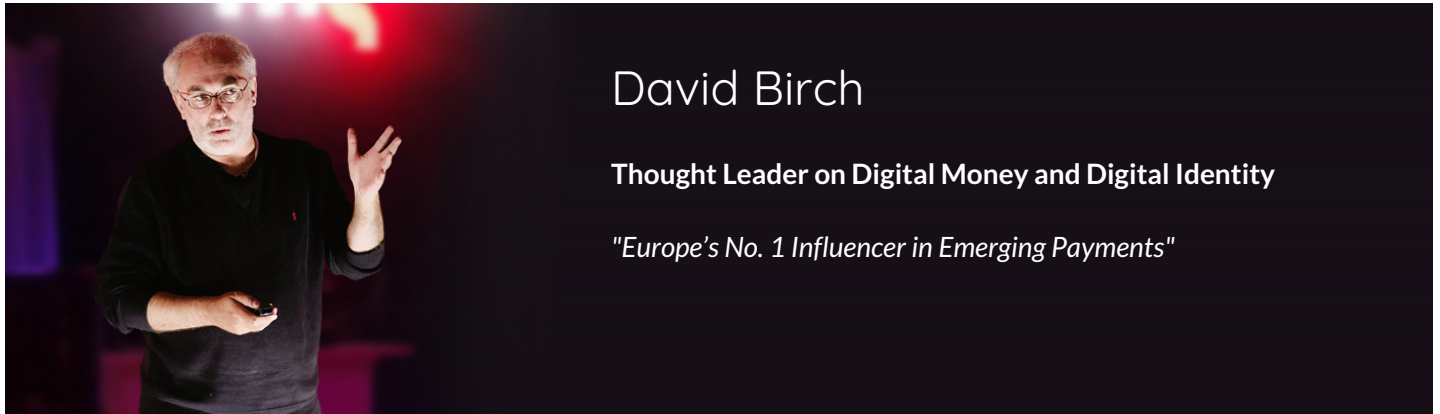 David Birch
Thought Leader on Digital Money and Digital Identity
"Europe’s No. 1 Influencer in Emerging Payments"